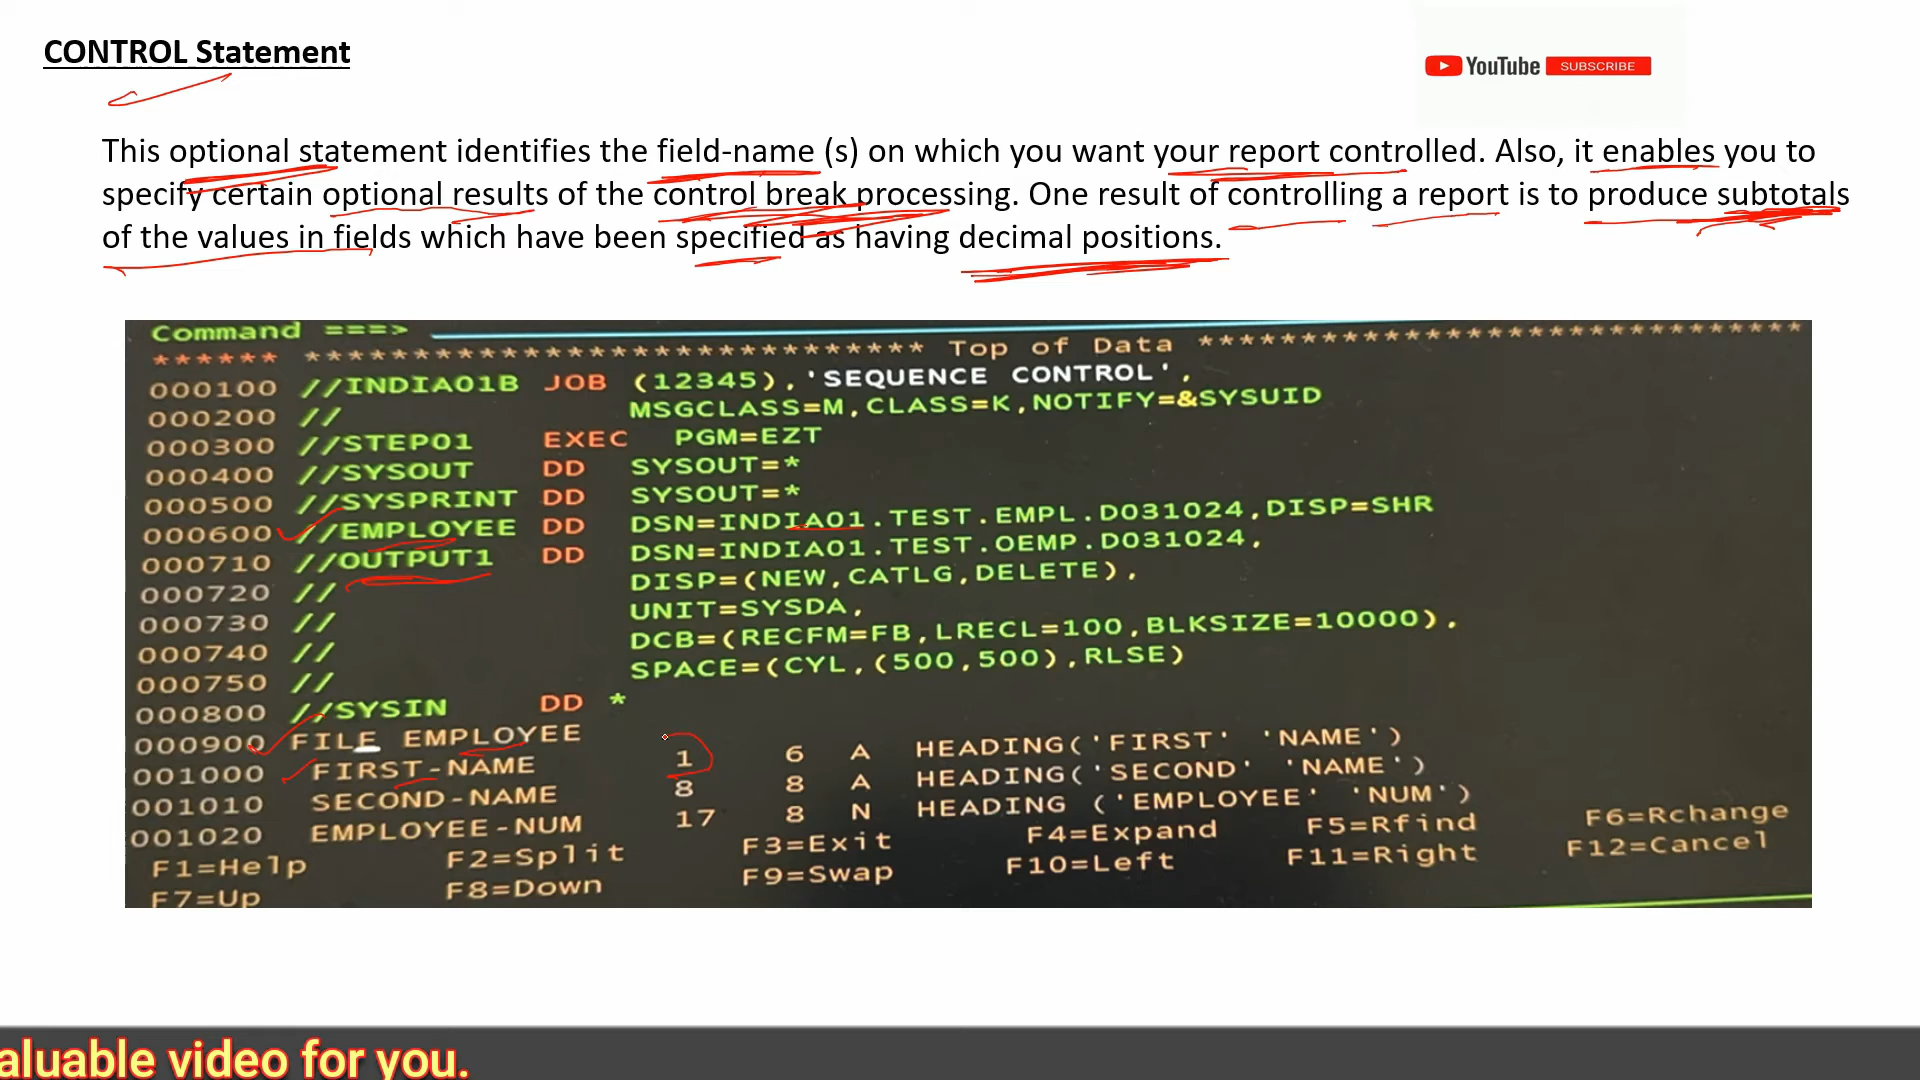 CONTROL Statement
YouTube SUBSCRIBE
This optional statement identifies the field-name (s) on which you want your report controlled. Also, it enables you to
specify certain optional results of the control break processing. One result of controlling a report is to produce subtotals
of the values in fields which have been specified as having decimal positions.
Command ===>
****** ******************************* Top of Data *****************************
000100 //INDIA01B JOB (12345),'SEQUENCE CONTROL',
000200 // MSGCLASS=M,CLASS=K,NOTIFY=&SYSUID
000300 //STEP01 EXEC PGM=EZT
000400 //SYSOUT DD SYSOUT=*
000500 //SYSPRINT DD SYSOUT=*
000600 //EMPLOYEE DD DSN=INDIA01.TEST.EMPL.D031024,DISP=SHR
000710 //OUTPUT1 DD DSN=INDIA01.TEST.OEMP.D031024,
000720 // DISP=(NEW,CATLG,DELETE),
000730 // UNIT=SYSDA,
000740 // DCB=(RECFM=FB,LRECL=100,BLKSIZE=10000),
000750 // SPACE=(CYL,(500,500),RLSE)
000800 //SYSIN DD *
000900 FILE EMPLOYEE
001000 FIRST-NAME 1 6 A HEADING('FIRST' 'NAME')
001010 SECOND-NAME 8 8 A HEADING('SECOND' 'NAME')
001020 EMPLOYEE-NUM 17 8 N HEADING ('EMPLOYEE' 'NUM')
F1=Help F2=Split F3=Exit F4=Expand F5=Rfind F6=Rchange
F7=Up F8=Down F9=Swap F10=Left F11=Right F12=Cancel
aluable video for you.